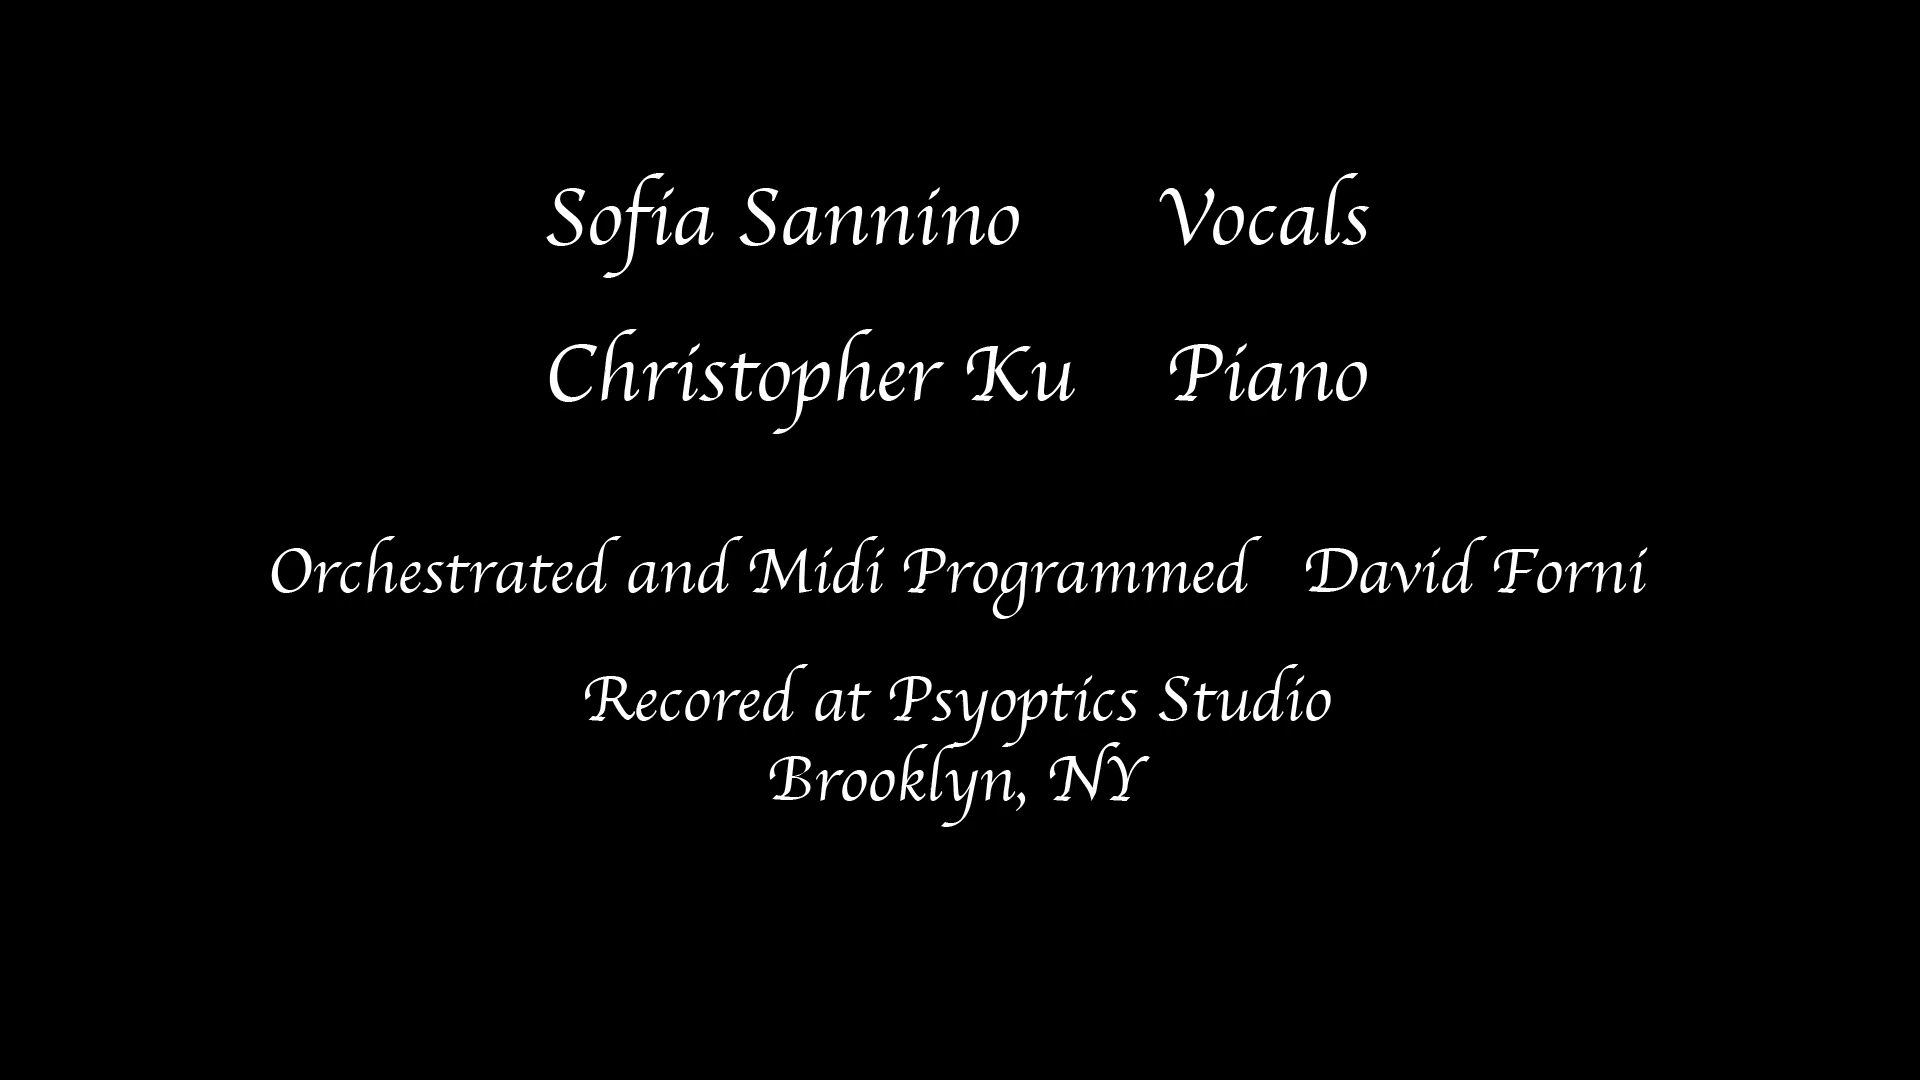 Sofia Sannino Vocals
Christopher Ku Piano
Orchestrated and Midi Programmed David Forni
Recored at Psyoptics Studio
Brooklyn, NY